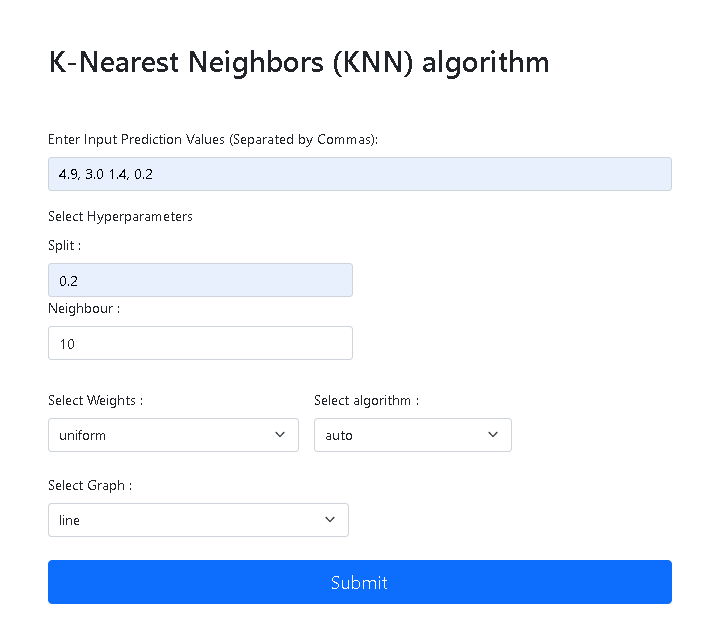 K-Nearest Neighbors (KNN) algorithm
Enter Input Prediction Values (Separated by Commas):
4.9, 3.0 1.4, 0.2
Select Hyperparameters
Split :
0.2
Neighbour :
10
Select Weights : Select algorithm :
uniform auto
Select Graph :
line
Submit